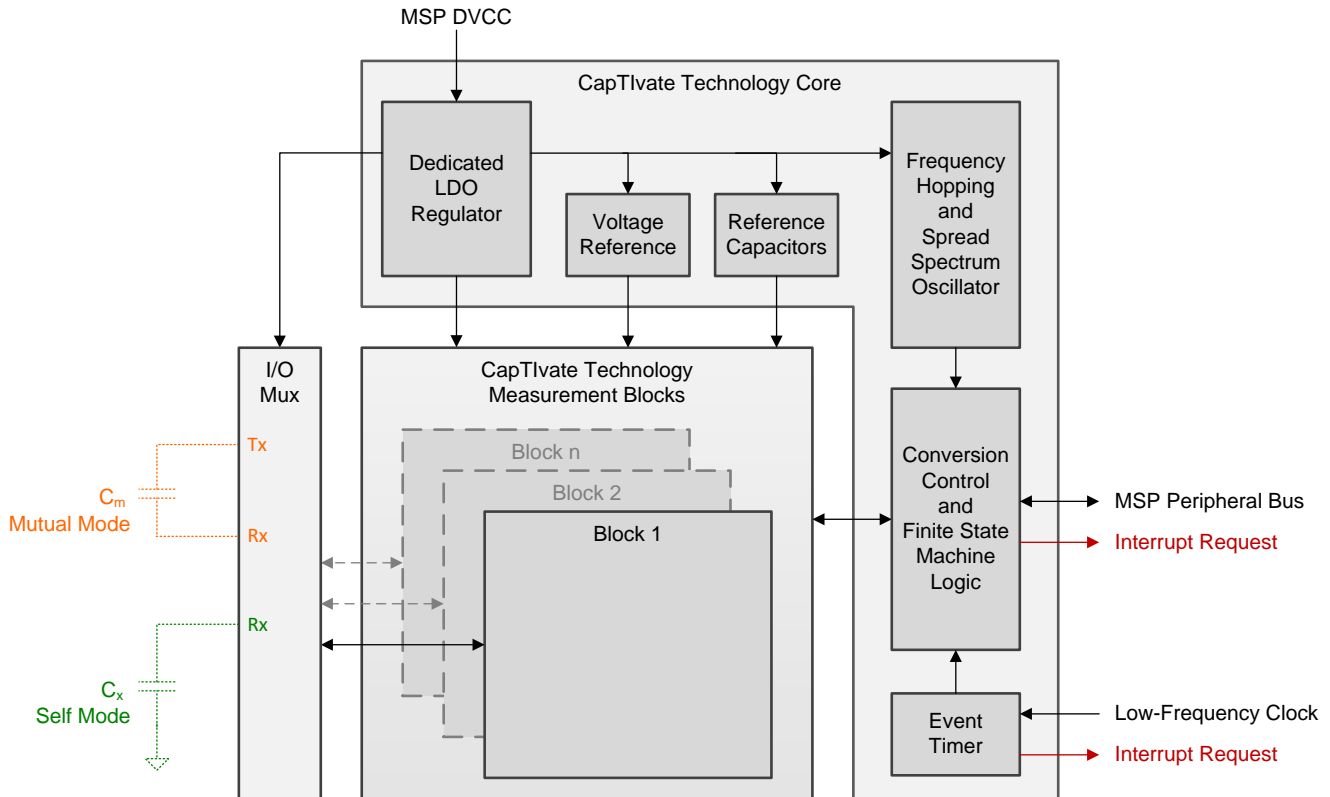 MSP DVCC
CapTIvate Technology Core
Dedicated
LDO
Regulator
Voltage
Reference
Reference
Capacitors
Frequency
Hopping
and
Spread
Spectrum
Oscillator
I/O
Mux
Tx
Rx
Rx
Cm
Mutual Mode
Cx
Self Mode
CapTIvate Technology
Measurement Blocks
Block n
Block 2
Block 1
Conversion
Control
and
Finite State
Machine
Logic
MSP Peripheral Bus
Interrupt Request
Event
Timer
Low-Frequency Clock
Interrupt Request